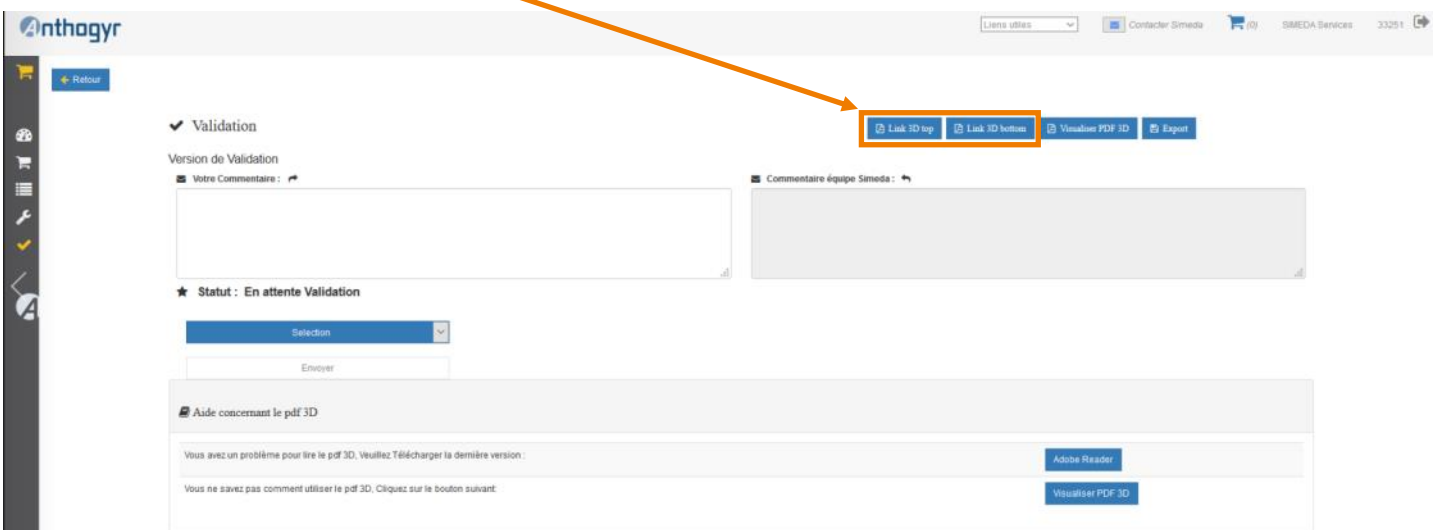 Anthogyr
Liens utiles
Contacter Simeda
(0)
SIMEDA Services
33251
Retour
Validation
Link 3D top
Link 3D bottom
Visualiser PDF 3D
Export
Version de Validation
Votre Commentaire :
Commentaire équipe Simeda :
Statut : En attente Validation
Selection
Envoyer
Aide concernant le pdf 3D
Vous avez un problème pour lire le pdf 3D, Veuillez Télécharger la dernière version :
Adobe Reader
Vous ne savez pas comment utiliser le pdf 3D, Cliquez sur le bouton suivant:
Visualiser PDF 3D